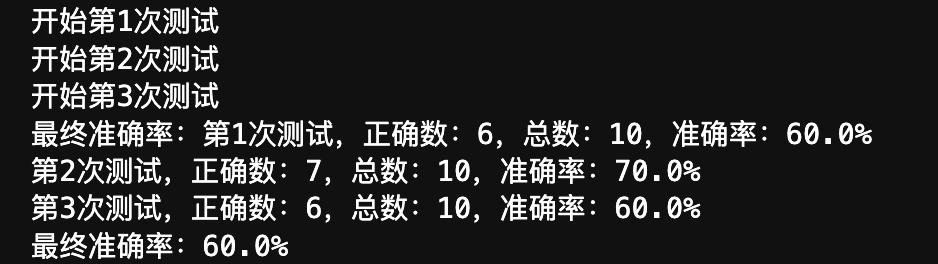 开始第1次测试
开始第2次测试
开始第3次测试
最终准确率：第1次测试，正确数：6，总数：10，准确率：60.0%
第2次测试，正确数：7，总数：10，准确率：70.0%
第3次测试，正确数：6，总数：10，准确率：60.0%
最终准确率：60.0%